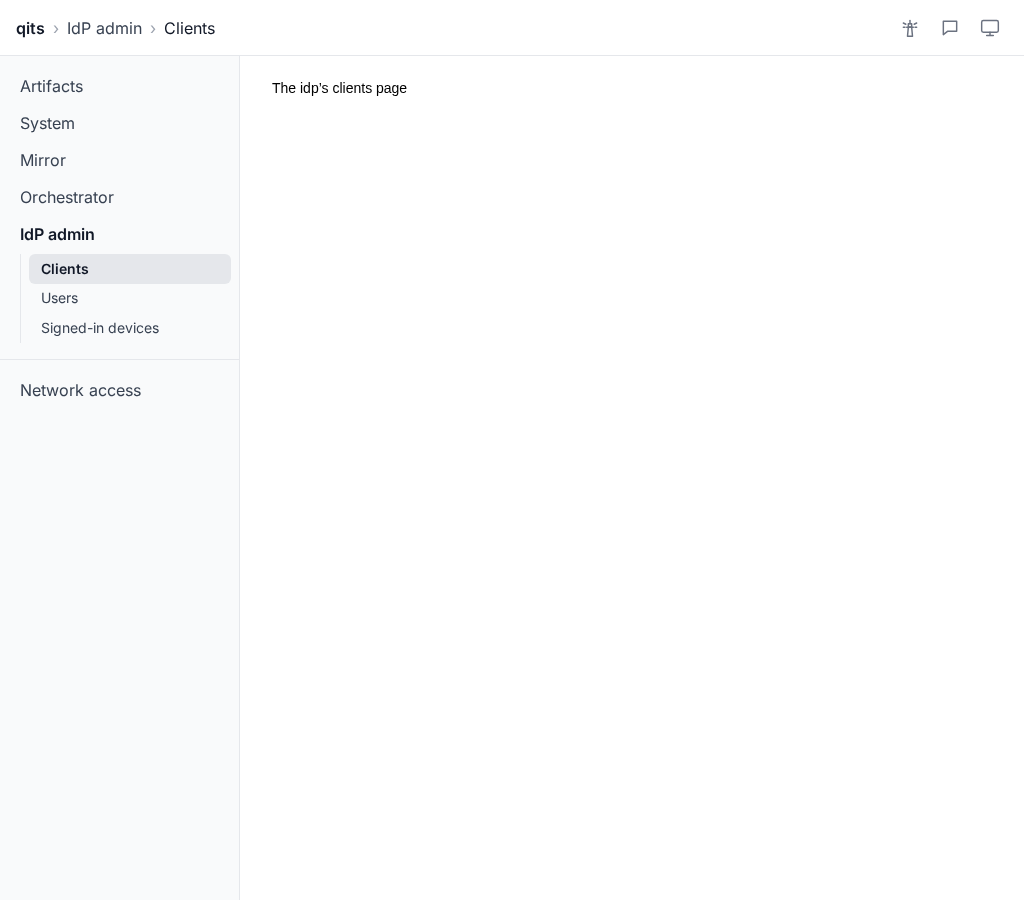 qits › IdP admin › Clients
Artifacts
System
Mirror
Orchestrator
IdP admin
Clients
Users
Signed-in devices
Network access
The idp's clients page